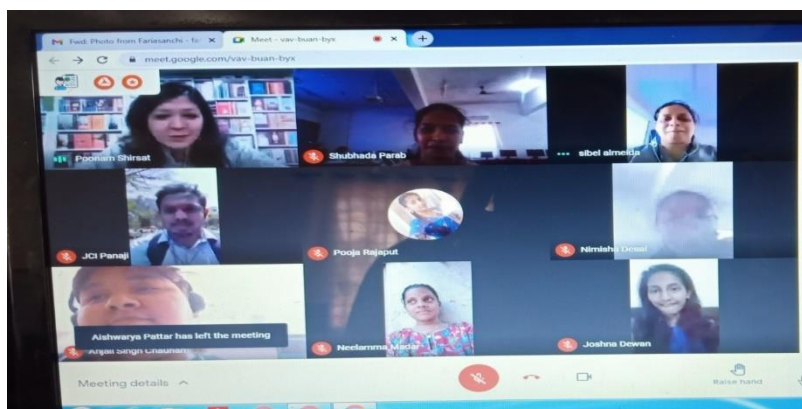 Fwd: Photo from Fariasanchi - fa
Meet - vav-buan-byx
meet.google.com/vav-buan-byx
Poonam Shirsat
Shubhada Parab
sibel almeida
JCI Panaji
Pooja Rajaput
Nimisha Desai
Aishwarya Pattar has left the meeting
Anjali Singh Chauhan
Neelamma Madar
Joshna Dewan
Meeting details
Raise hand